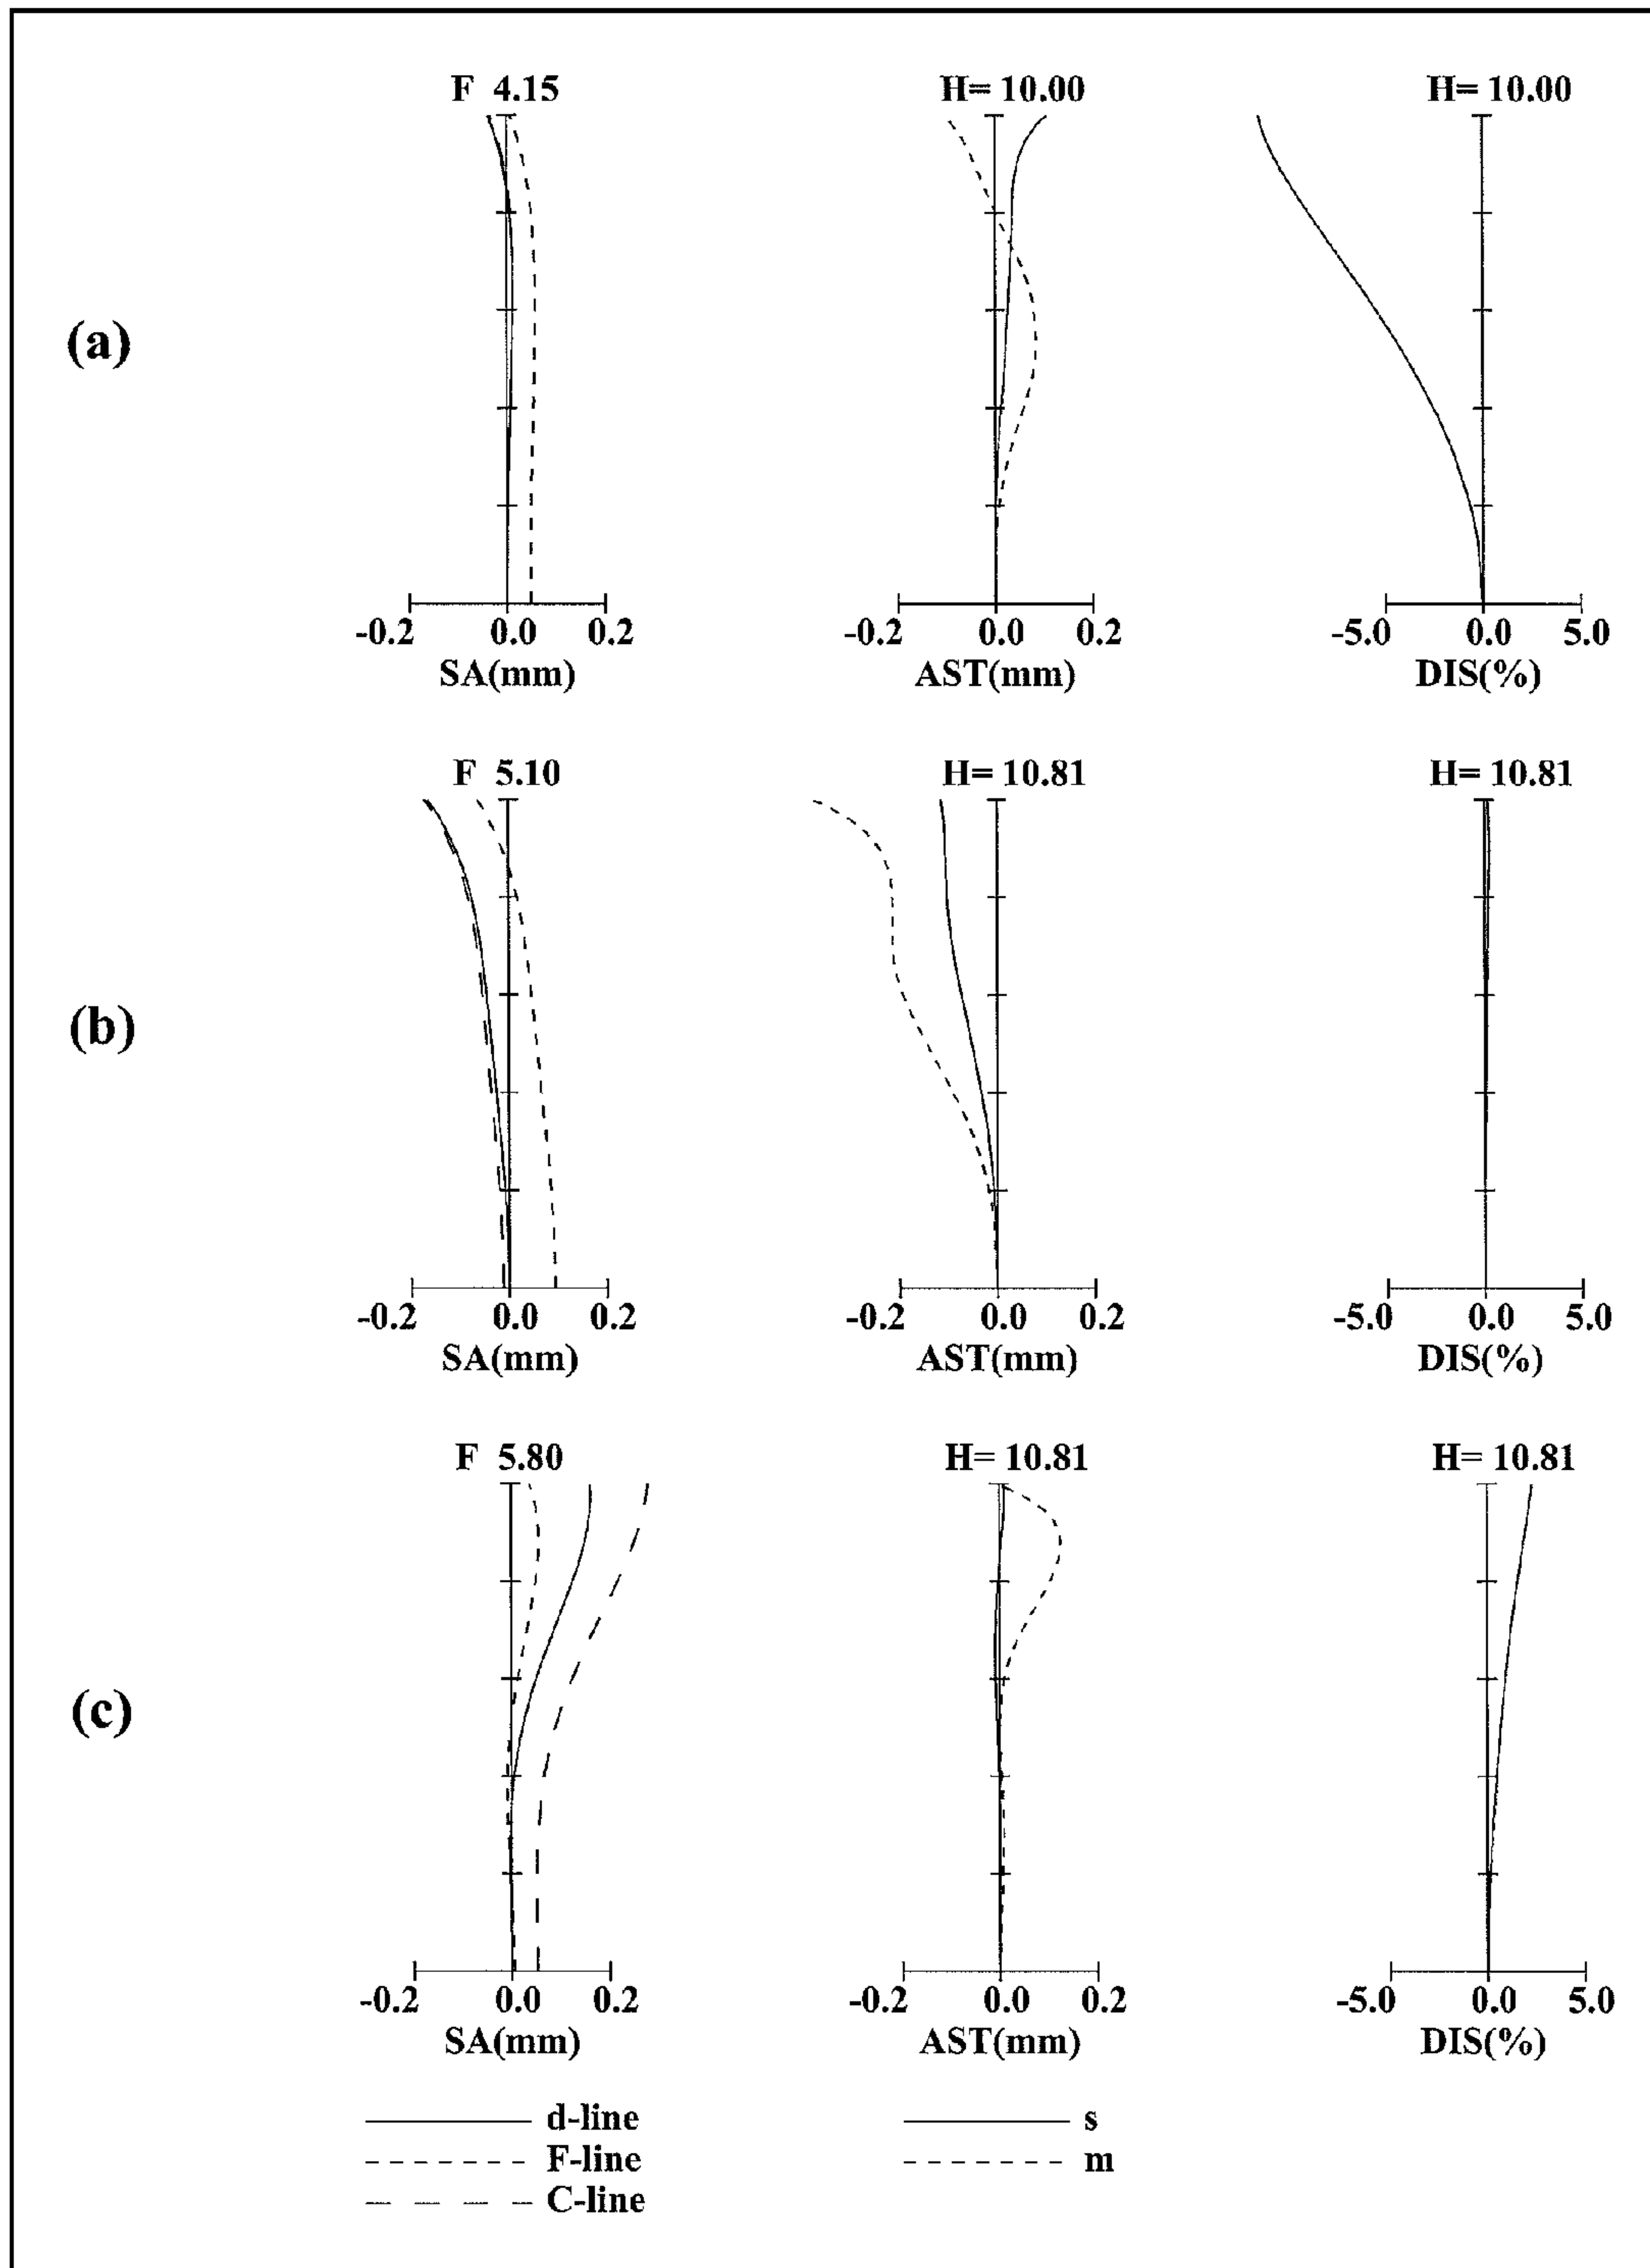 F 4.15 H= 10.00 H= 10.00
(a)
-0.2 0.0 0.2 -0.2 0.0 0.2 -5.0 0.0 5.0
SA(mm) AST(mm) DIS(%)
F 5.10 H= 10.81 H= 10.81
(b)
-0.2 0.0 0.2 -0.2 0.0 0.2 -5.0 0.0 5.0
SA(mm) AST(mm) DIS(%)
F 5.80 H= 10.81 H= 10.81
(c)
-0.2 0.0 0.2 -0.2 0.0 0.2 -5.0 0.0 5.0
SA(mm) AST(mm) DIS(%)
d-line s
F-line m
C-line